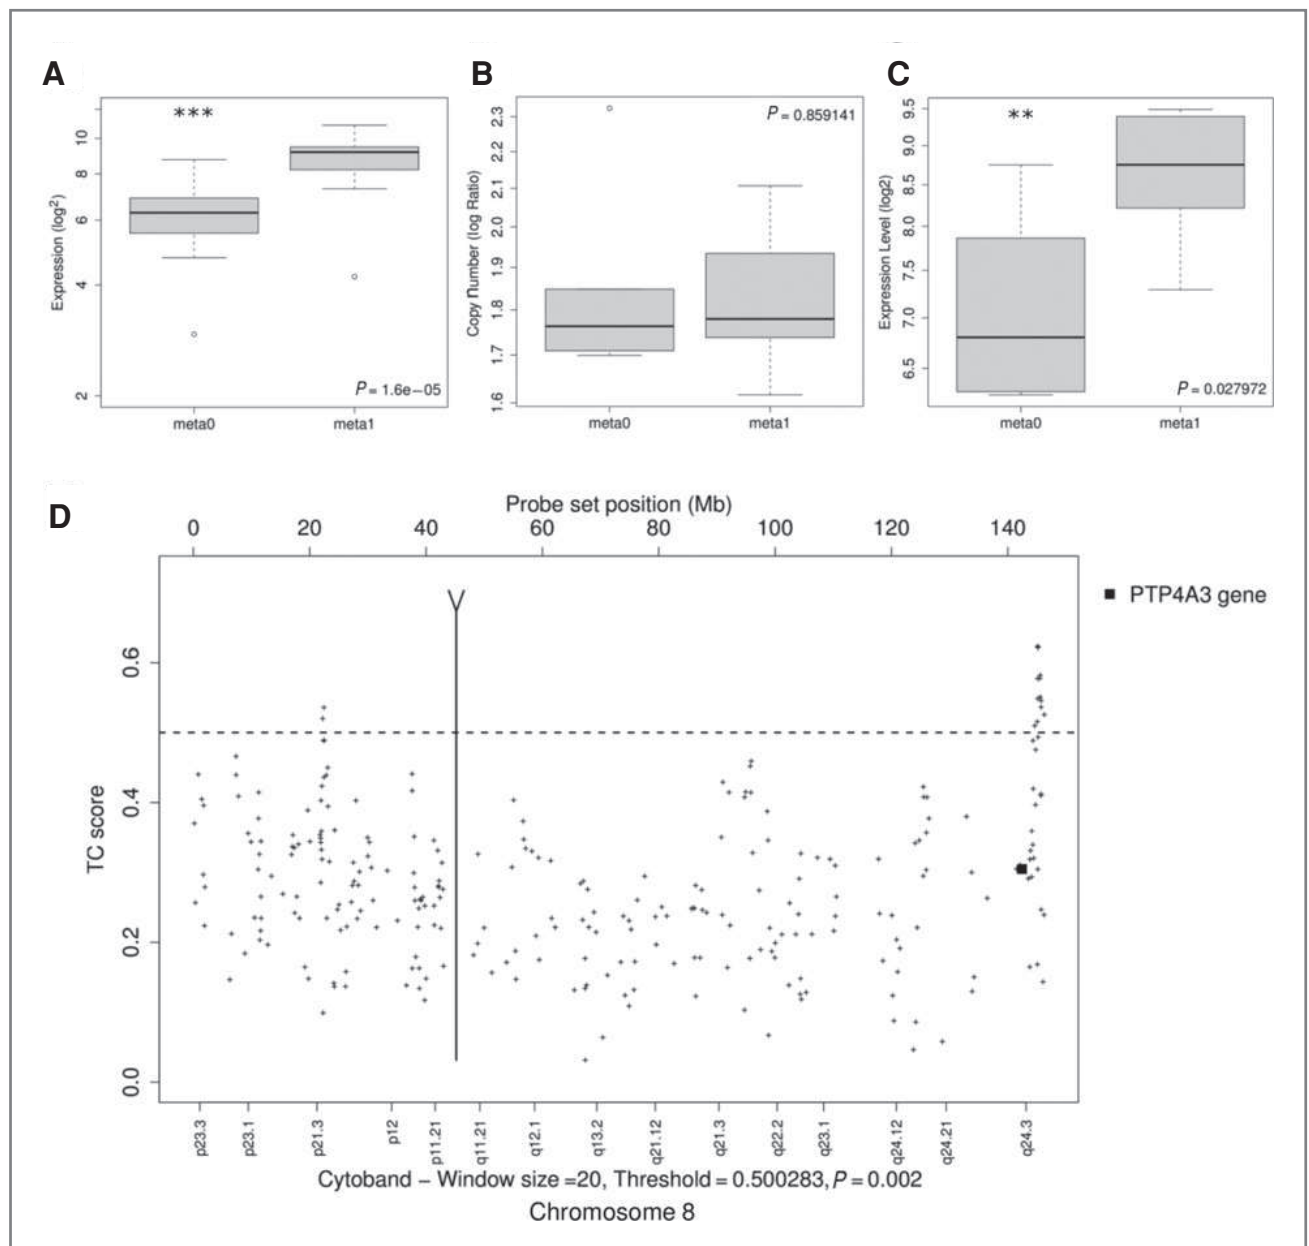 A
***
Expression (log2)
10
8
6
4
2
P = 1.6e−05
meta0
meta1
B
P = 0.859141
Copy number (log Ratio)
2.3
2.2
2.1
2.0
1.9
1.8
1.7
1.6
meta0
meta1
C
**
Expression Level (log2)
9.5
9.0
8.5
8.0
7.5
7.0
6.5
P = 0.027972
meta0
meta1
D
Probe set position (Mb)
0 20 40 60 80 100 120 140
PTP4A3 gene
TC score
0.6
0.4
0.2
0.0
p23.3 p23.1 p21.3 p12 p11.21 q11.21 q12.1 q13.2 q21.12 q21.3 q22.2 q23.1 q24.12 q24.21 q24.3
Cytoband − Window size =20, Threshold = 0.500283, P = 0.002
Chromosome 8